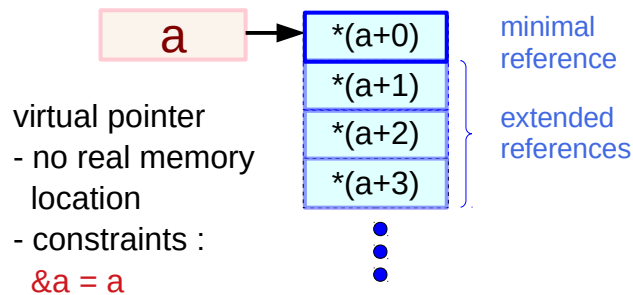 a
*(a+0)
*(a+1)
*(a+2)
*(a+3)
minimal
reference
extended
references
virtual pointer
- no real memory
location
- constraints :
&a = a